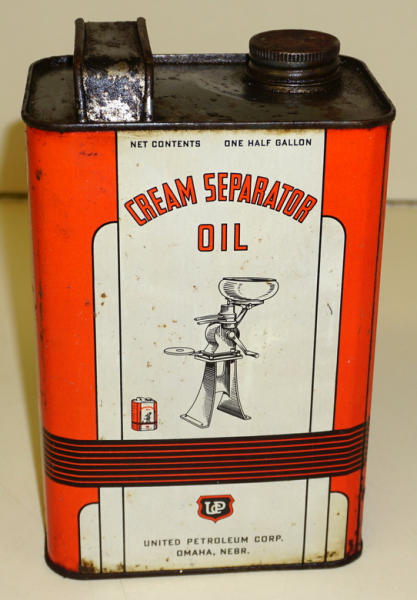 NET CONTENTS ONE HALF GALLON
CREAM SEPARATOR
OIL
UP
UNITED PETROLEUM CORP.
OMAHA, NEBR.